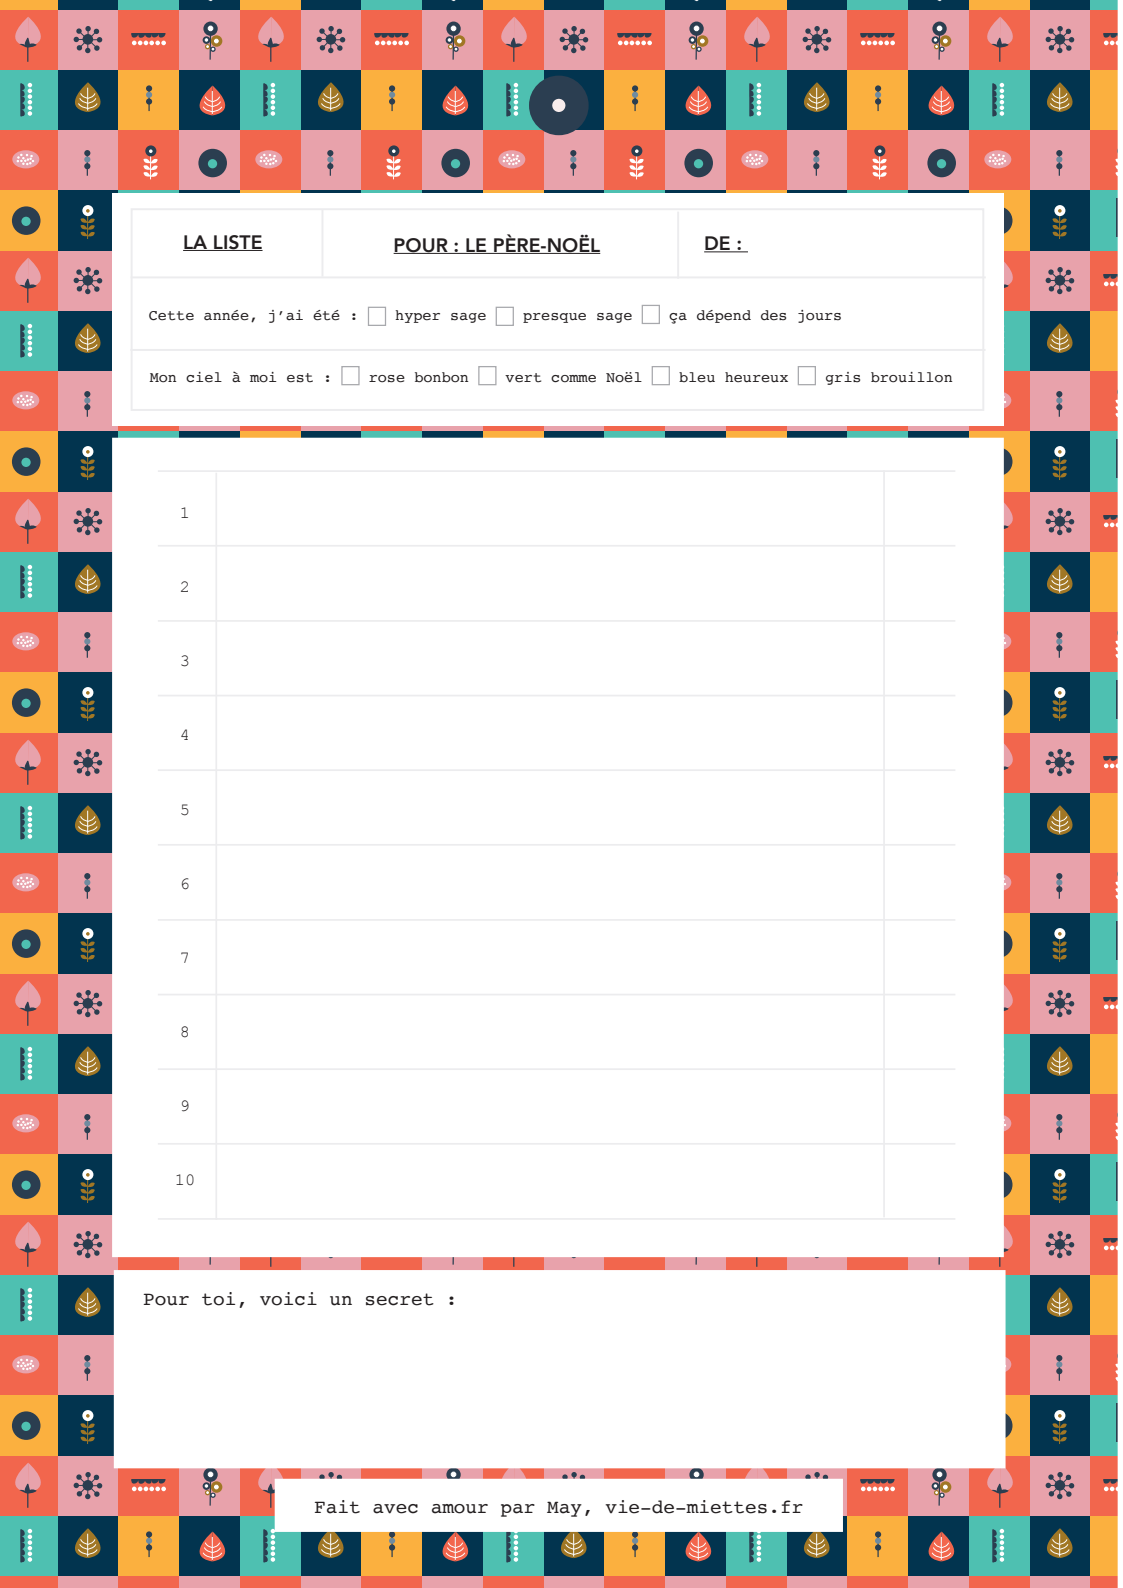 LA LISTE
POUR : LE PÈRE-NOËL
DE :
Cette année, j’ai été : hyper sage presque sage ça dépend des jours
Mon ciel à moi est : rose bonbon vert comme Noël bleu heureux gris brouillon
1
2
3
4
5
6
7
8
9
10
Pour toi, voici un secret :
Fait avec amour par May, vie-de-miettes.fr